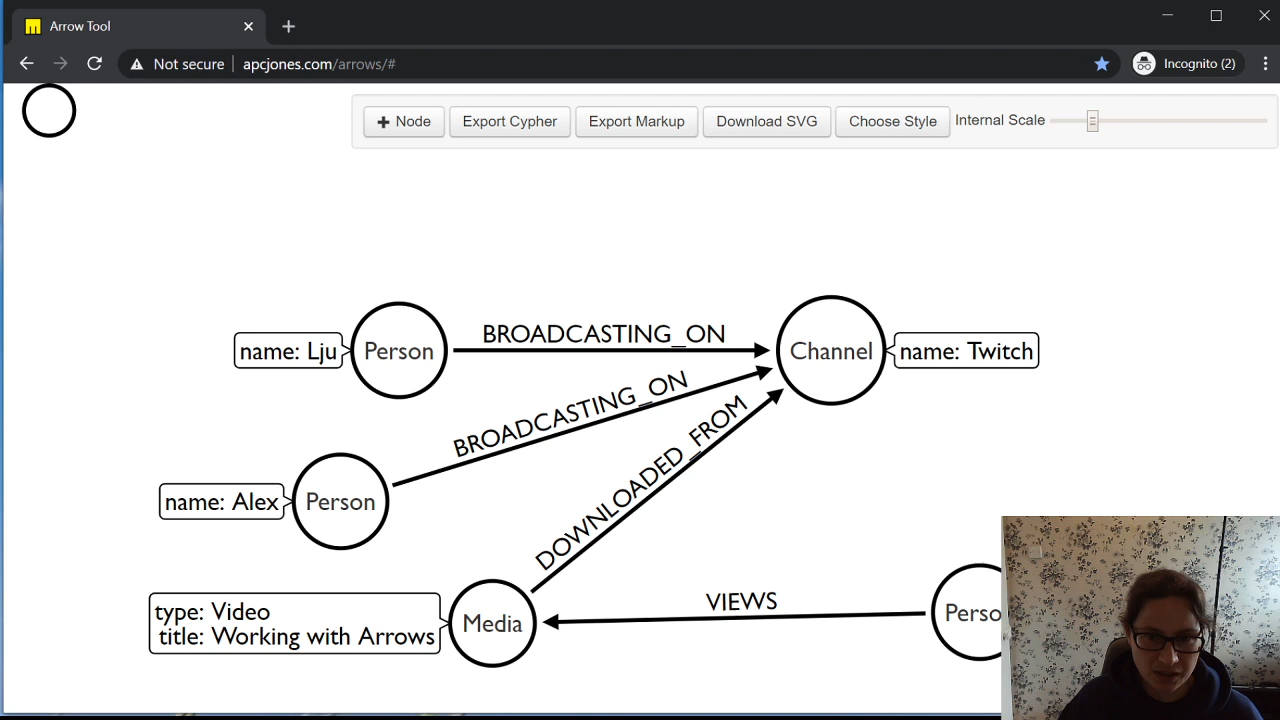 Arrow Tool
Not secure
apcjones.com/arrows/#
Incognito (2)
Node
Export Cypher
Export Markup
Download SVG
Choose Style
Internal Scale
name: Lju
Person
BROADCASTING_ON
Channel
name: Twitch
BROADCASTING_ON
DOWNLOADED_FROM
name: Alex
Person
type: Video
title: Working with Arrows
Media
VIEWS
Perso